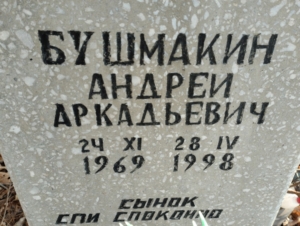 БУШМАКИН
АНДРЕИ
АРКАДЬЕВИЧ
24 XI 28 IV
1969 1998
СЫНОК
СПИ СПОКОЙНО